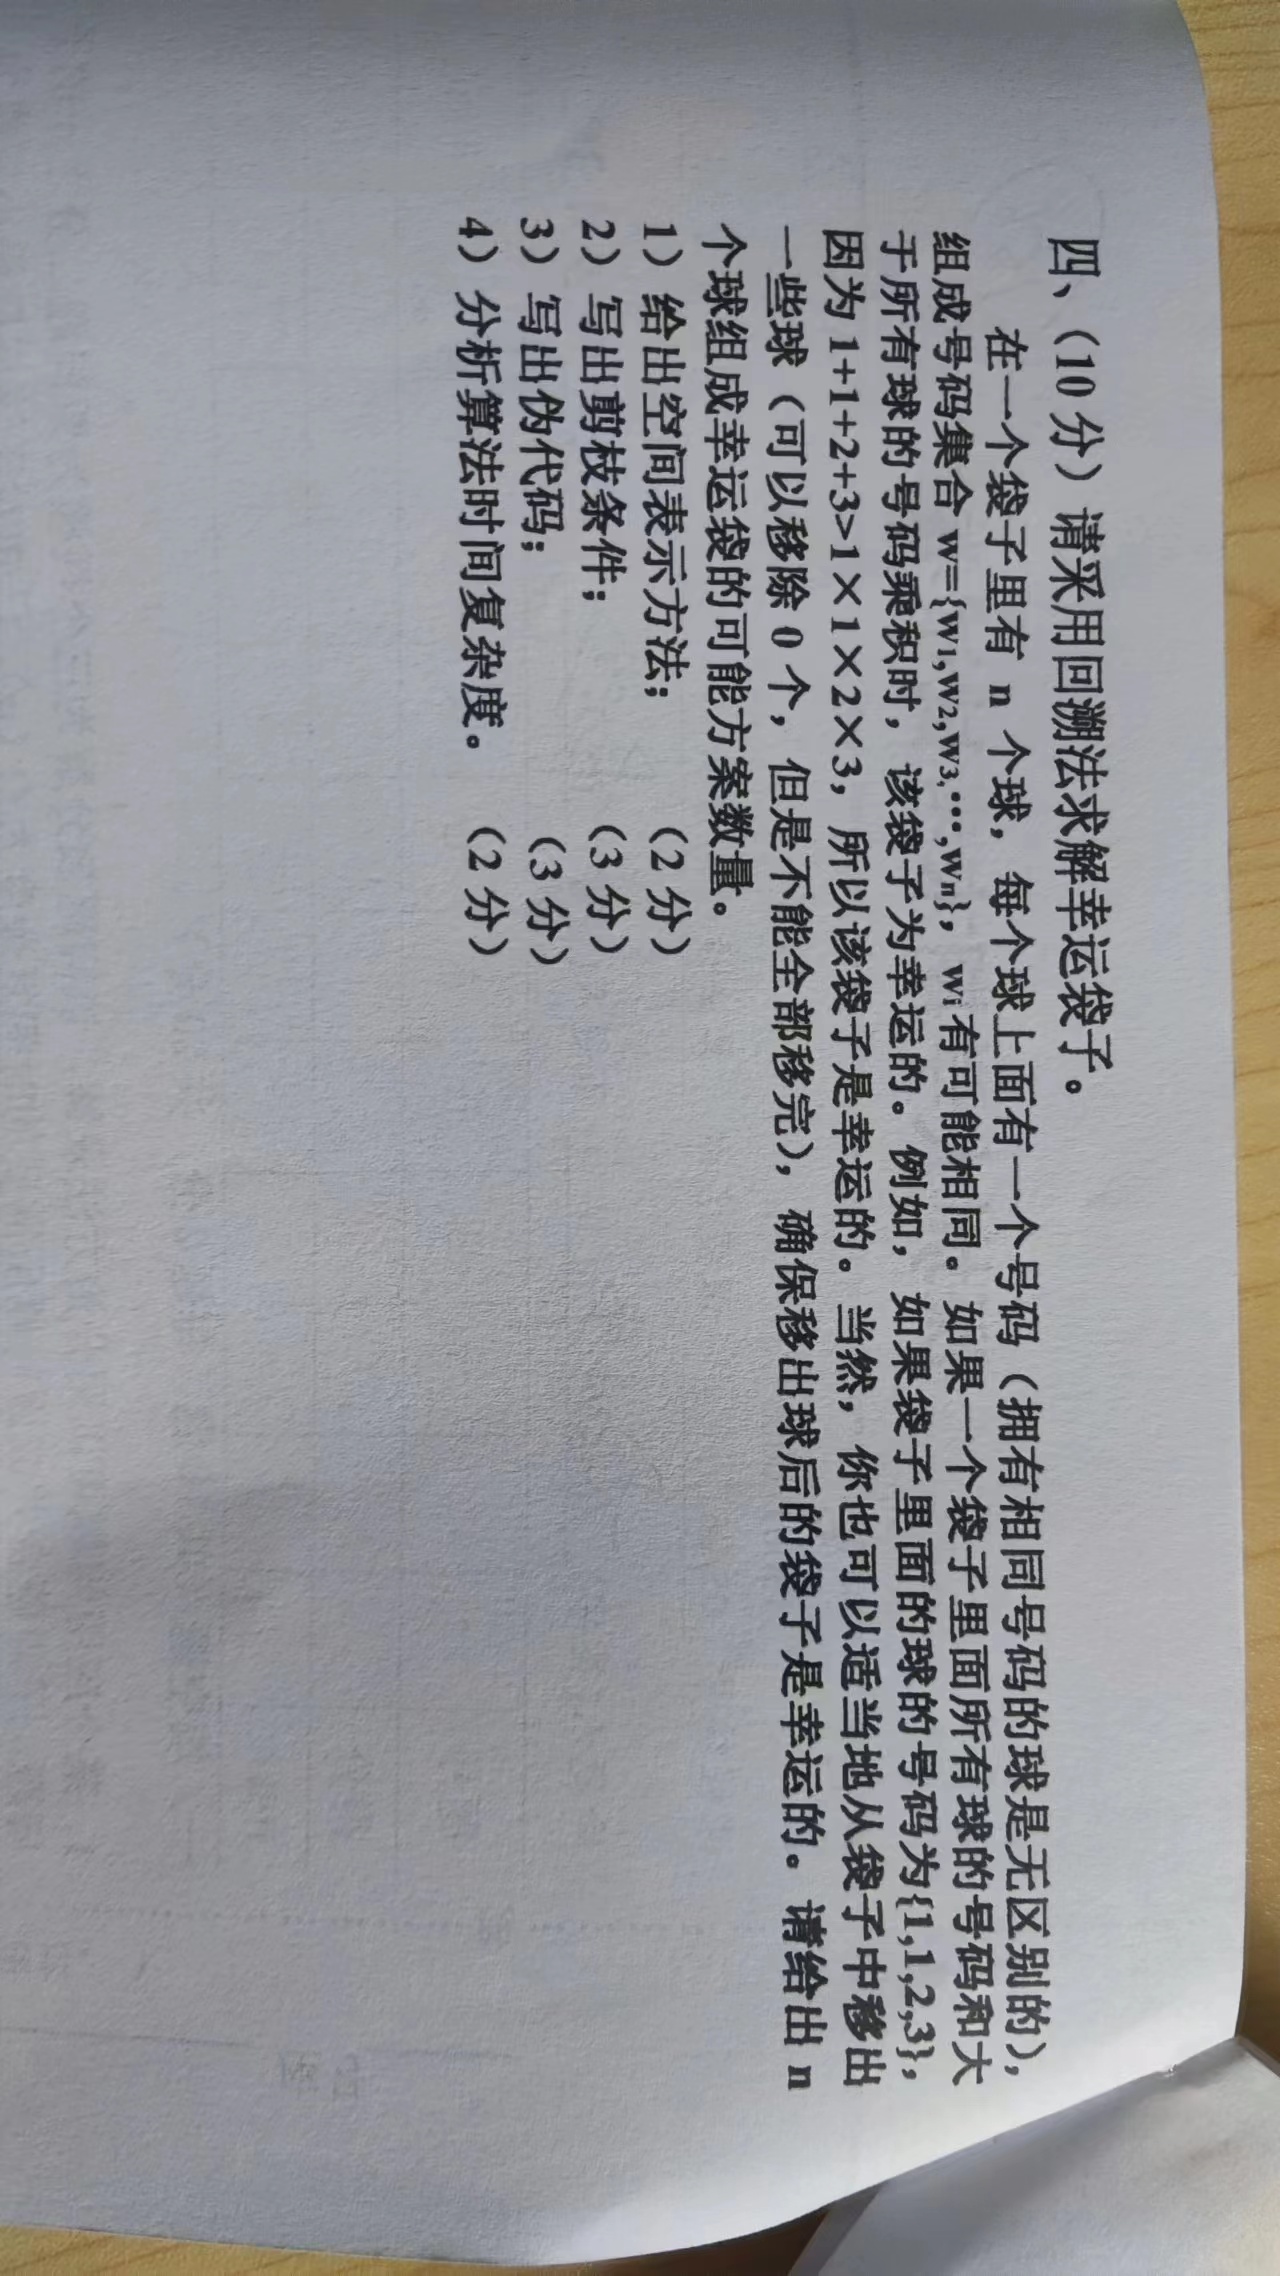 四、（10 分）请采用回溯法求解幸运袋子。
在一个袋子里有 n 个球，每个球上面有一个号码（拥有相同号码的球是无区别的），
组成号码集合 w={w₁,w₂,w₃,…,wₙ}，wᵢ 有可能相同。如果一个袋子里面所有球的号码和大
于所有球的号码乘积时，该袋子为幸运的。例如，如果袋子里面的球的号码为{1,1,2,3}，
因为 1+1+2+3>1×1×2×3，所以该袋子是幸运的。当然，你也可以适当地从袋子中移出
一些球（可以移除 0 个，但是不能全部移完），确保移出球后的袋子是幸运的。请给出 n
个球组成幸运袋的可能方案数量。
1）给出空间表示方法； （2 分）
2）写出剪枝条件； （3 分）
3）写出伪代码； （3 分）
4）分析算法时间复杂度。 （2 分）